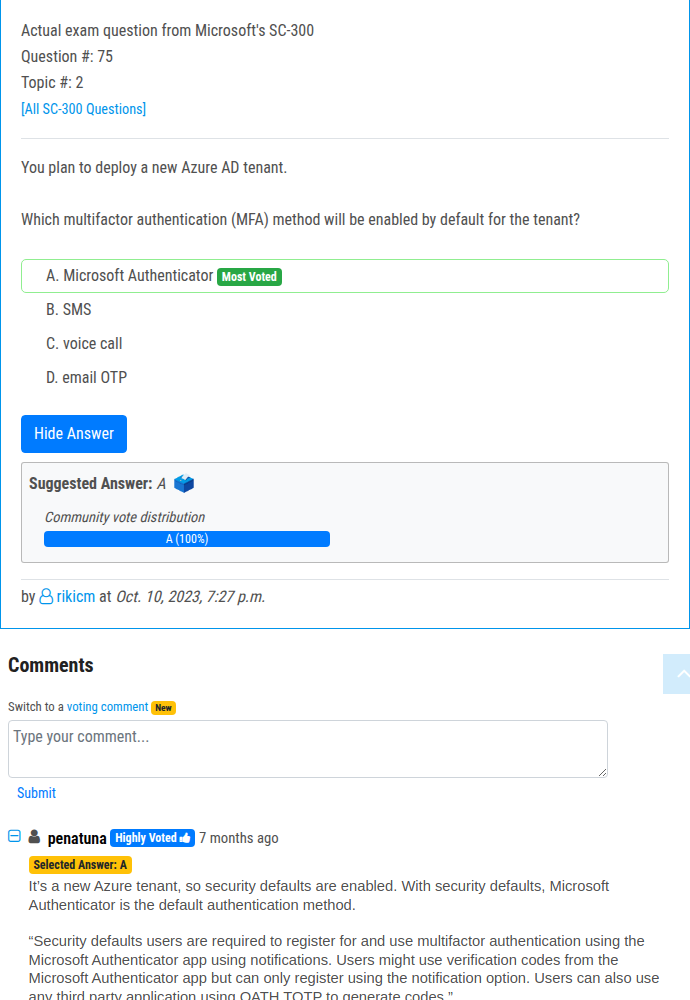 Actual exam question from Microsoft's SC-300
Question #: 75
Topic #: 2
[All SC-300 Questions]
You plan to deploy a new Azure AD tenant.
Which multifactor authentication (MFA) method will be enabled by default for the tenant?
A. Microsoft Authenticator Most Voted
B. SMS
C. voice call
D. email OTP
Hide Answer
Suggested Answer: A
Community vote distribution
A (100%)
by rikicm at Oct. 10, 2023, 7:27 p.m.
Comments
Switch to a voting comment New
Type your comment...
Submit
penatuna Highly Voted 7 months ago
Selected Answer: A
It's a new Azure tenant, so security defaults are enabled. With security defaults, Microsoft
Authenticator is the default authentication method.
“Security defaults users are required to register for and use multifactor authentication using the
Microsoft Authenticator app using notifications. Users might use verification codes from the
Microsoft Authenticator app but can only register using the notification option. Users can also use
any third party application using OATH TOTP to generate codes.”